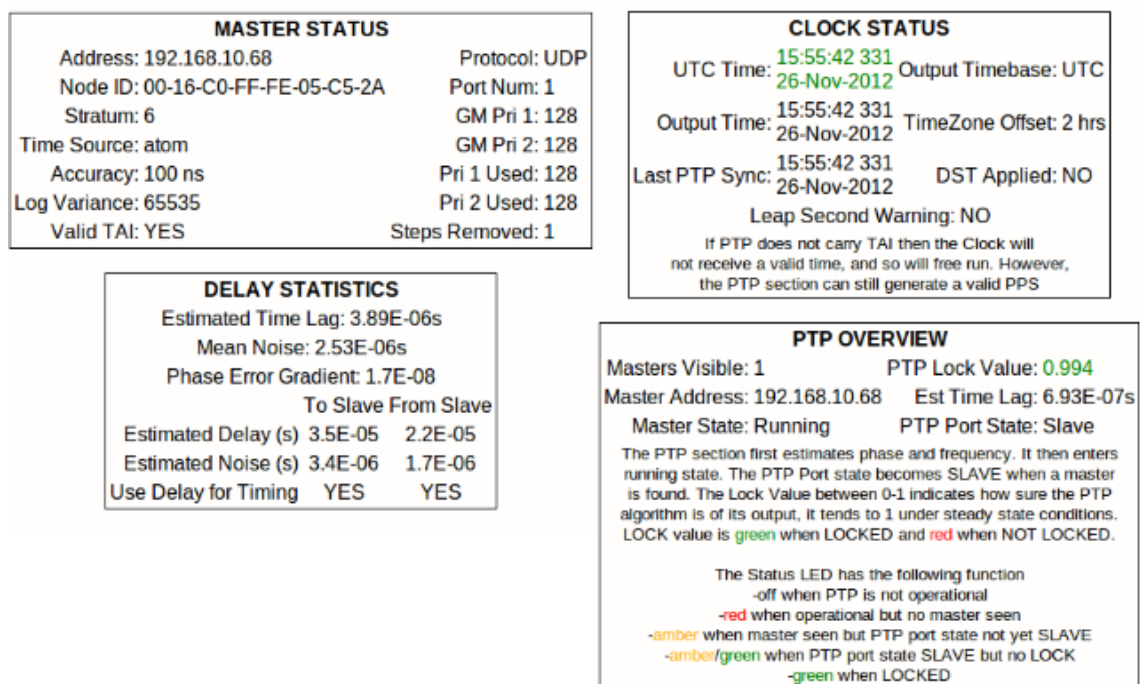 MASTER STATUS
Address: 192.168.10.68 Protocol: UDP
Node ID: 00-16-C0-FF-FE-05-C5-2A Port Num: 1
Stratum: 6 GM Pri 1: 128
Time Source: atom GM Pri 2: 128
Accuracy: 100 ns Pri 1 Used: 128
Log Variance: 65535 Pri 2 Used: 128
Valid TAI: YES Steps Removed: 1
CLOCK STATUS
UTC Time: 15:55:42 331 26-Nov-2012 Output Timebase: UTC
Output Time: 15:55:42 331 26-Nov-2012 TimeZone Offset: 2 hrs
Last PTP Sync: 15:55:42 331 26-Nov-2012 DST Applied: NO
Leap Second Warning: NO
If PTP does not carry TAI then the Clock will
not receive a valid time, and so will free run. However,
the PTP section can still generate a valid PPS
DELAY STATISTICS
Estimated Time Lag: 3.89E-06s
Mean Noise: 2.53E-06s
Phase Error Gradient: 1.7E-08
To Slave From Slave
Estimated Delay (s) 3.5E-05 2.2E-05
Estimated Noise (s) 3.4E-06 1.7E-06
Use Delay for Timing YES YES
PTP OVERVIEW
Masters Visible: 1 PTP Lock Value: 0.994
Master Address: 192.168.10.68 Est Time Lag: 6.93E-07s
Master State: Running PTP Port State: Slave
The PTP section first estimates phase and frequency. It then enters
running state. The PTP Port state becomes SLAVE when a master
is found. The Lock Value between 0-1 indicates how sure the PTP
algorithm is of its output, it tends to 1 under steady state conditions.
LOCK value is green when LOCKED and red when NOT LOCKED.
The Status LED has the following function
-off when PTP is not operational
-red when operational but no master seen
-amber when master seen but PTP port state not yet SLAVE
-amber/green when PTP port state SLAVE but no LOCK
-green when LOCKED